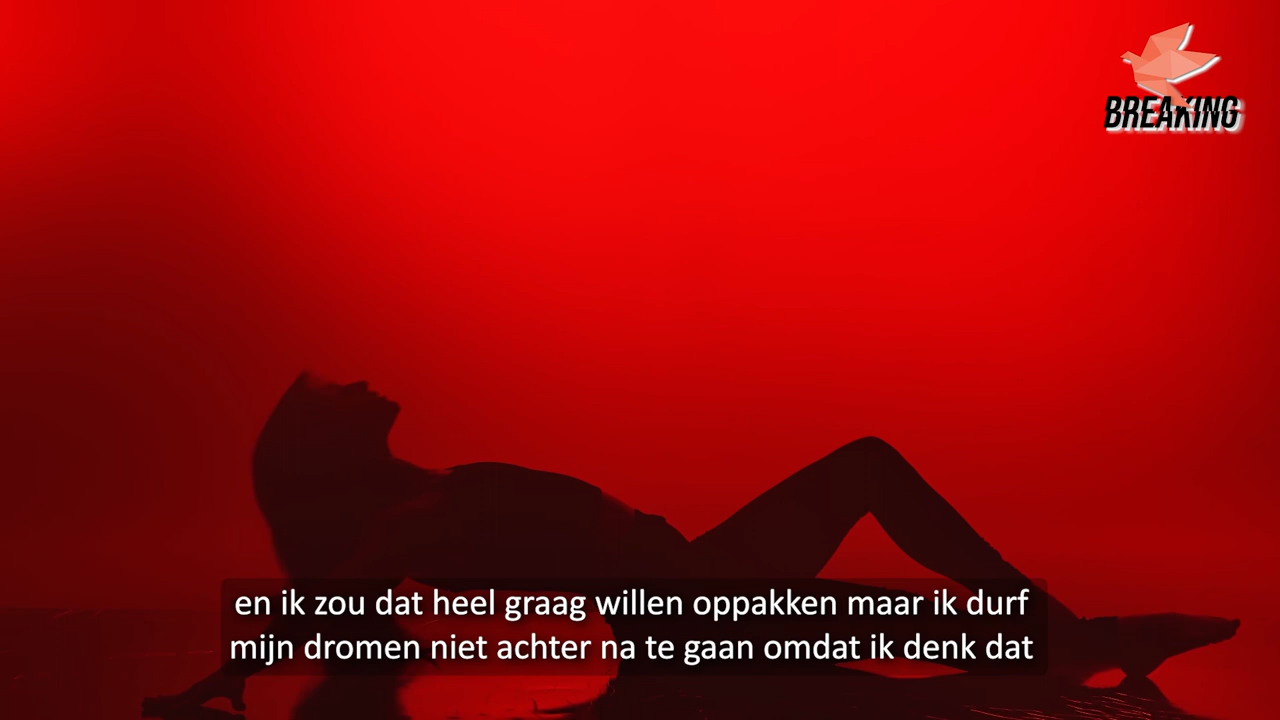 BREAKING
en ik zou dat heel graag willen oppakken maar ik durf
mijn dromen niet achter na te gaan omdat ik denk dat